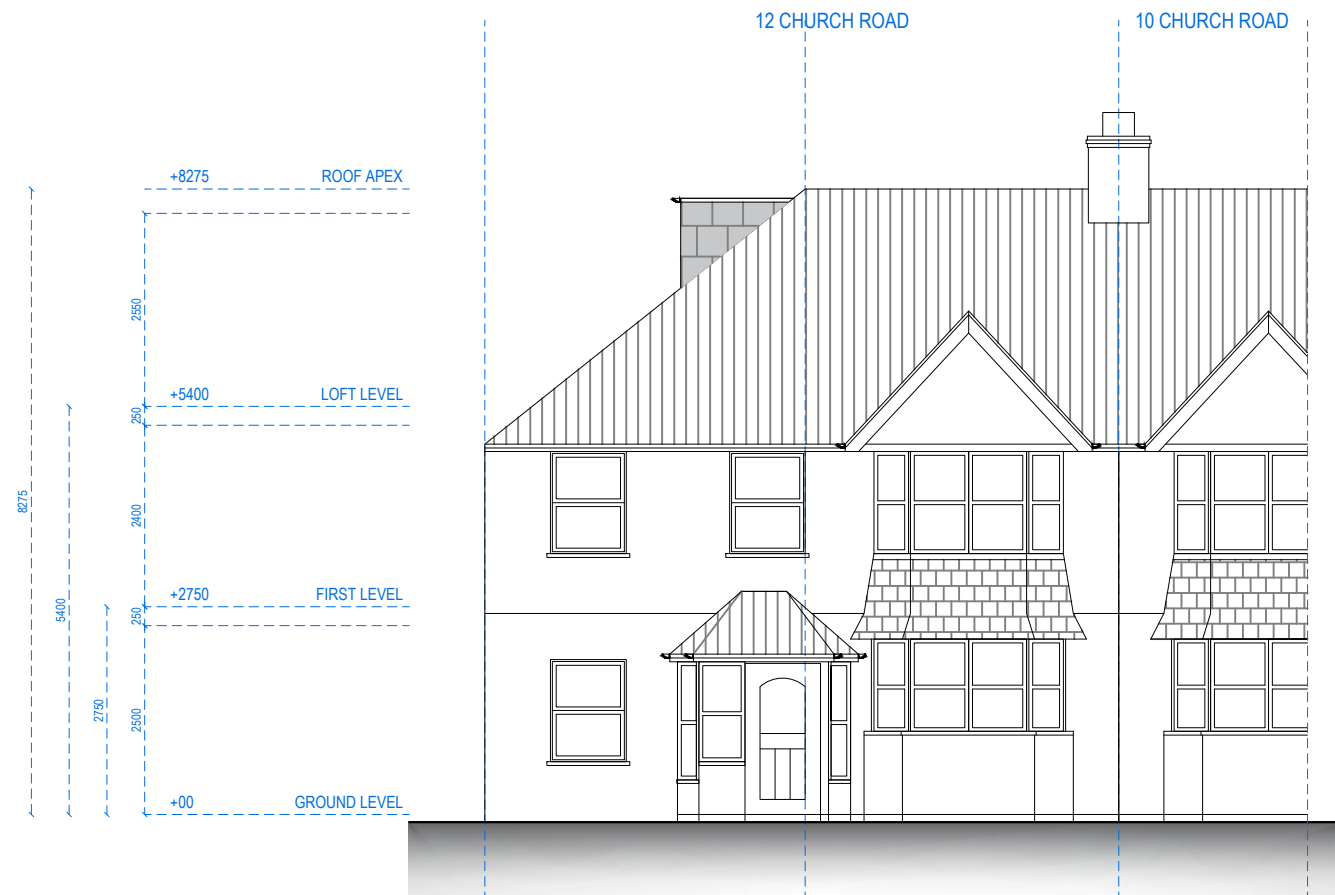 12 CHURCH ROAD
10 CHURCH ROAD
+8275 ROOF APEX
2550
+5400 LOFT LEVEL
250
8275
2400
+2750 FIRST LEVEL
5400
250
2750
2500
+00 GROUND LEVEL